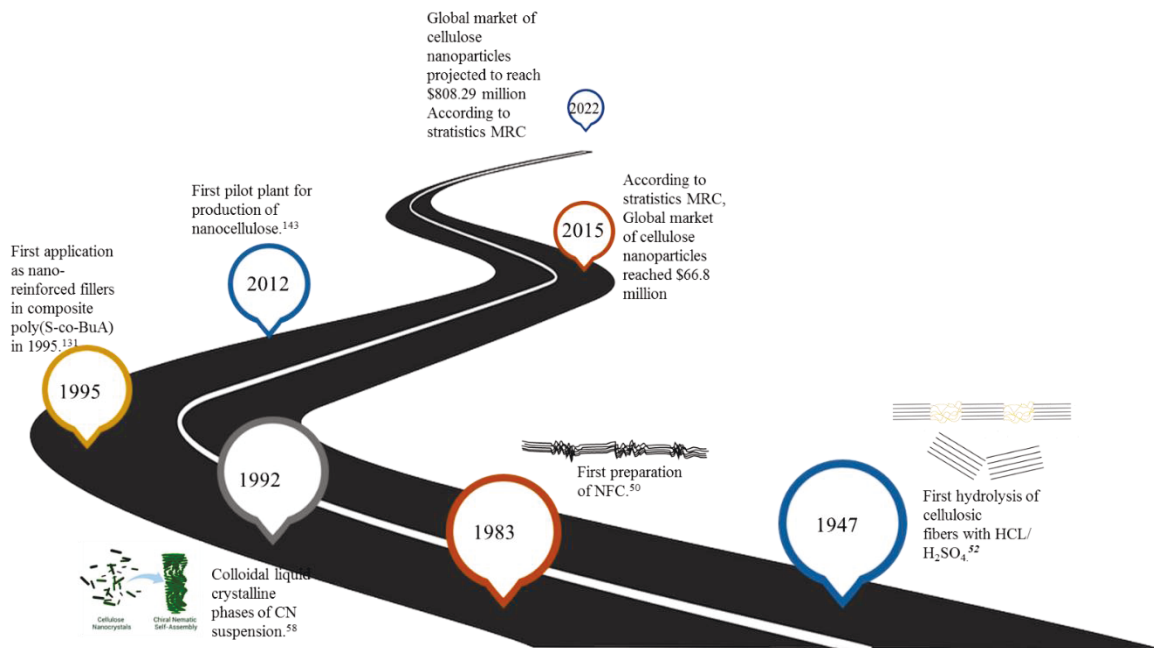 Global market of
cellulose
nanoparticles
projected to reach
$808.29 million
According to
stratistics MRC
2022
First pilot plant for
production of
nanocellulose.143
2012
According to
stratistics MRC,
Global market
of cellulose
nanoparticles
reached $66.8
million
2015
First application
as nano-
reinforced fillers
in composite
poly(S-co-BuA)
in 1995.131
1995
1992
Cellulose
Nanocrystals
Chiral Nematic
Self-Assembly
Colloidal liquid
crystalline
phases of CN
suspension.58
First preparation
of NFC.50
1983
1947
First hydrolysis of
cellulosic
fibers with HCL/
H2SO4.52